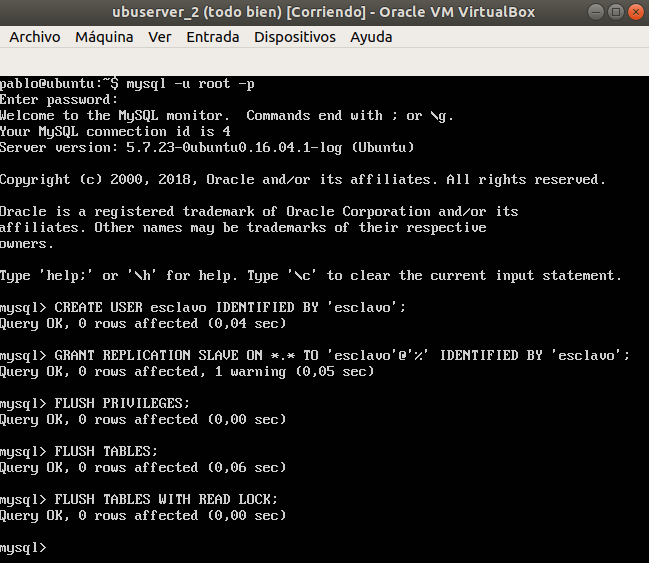 ubuserver_2 (todo bien) [Corriendo] - Oracle VM VirtualBox
Archivo Máquina Ver Entrada Dispositivos Ayuda
pablo@ubuntu:~$ mysql -u root -p
Enter password:
Welcome to the MySQL monitor.  Commands end with ; or \g.
Your MySQL connection id is 4
Server version: 5.7.23-0ubuntu0.16.04.1-log (Ubuntu)
Copyright (c) 2000, 2018, Oracle and/or its affiliates. All rights reserved.
Oracle is a registered trademark of Oracle Corporation and/or its
affiliates. Other names may be trademarks of their respective
owners.
Type 'help;' or '\h' for help. Type '\c' to clear the current input statement.
mysql> CREATE USER esclavo IDENTIFIED BY 'esclavo';
Query OK, 0 rows affected (0,04 sec)
mysql> GRANT REPLICATION SLAVE ON *.* TO 'esclavo'@'%' IDENTIFIED BY 'esclavo';
Query OK, 0 rows affected, 1 warning (0,05 sec)
mysql> FLUSH PRIVILEGES;
Query OK, 0 rows affected (0,00 sec)
mysql> FLUSH TABLES;
Query OK, 0 rows affected (0,06 sec)
mysql> FLUSH TABLES WITH READ LOCK;
Query OK, 0 rows affected (0,00 sec)
mysql>